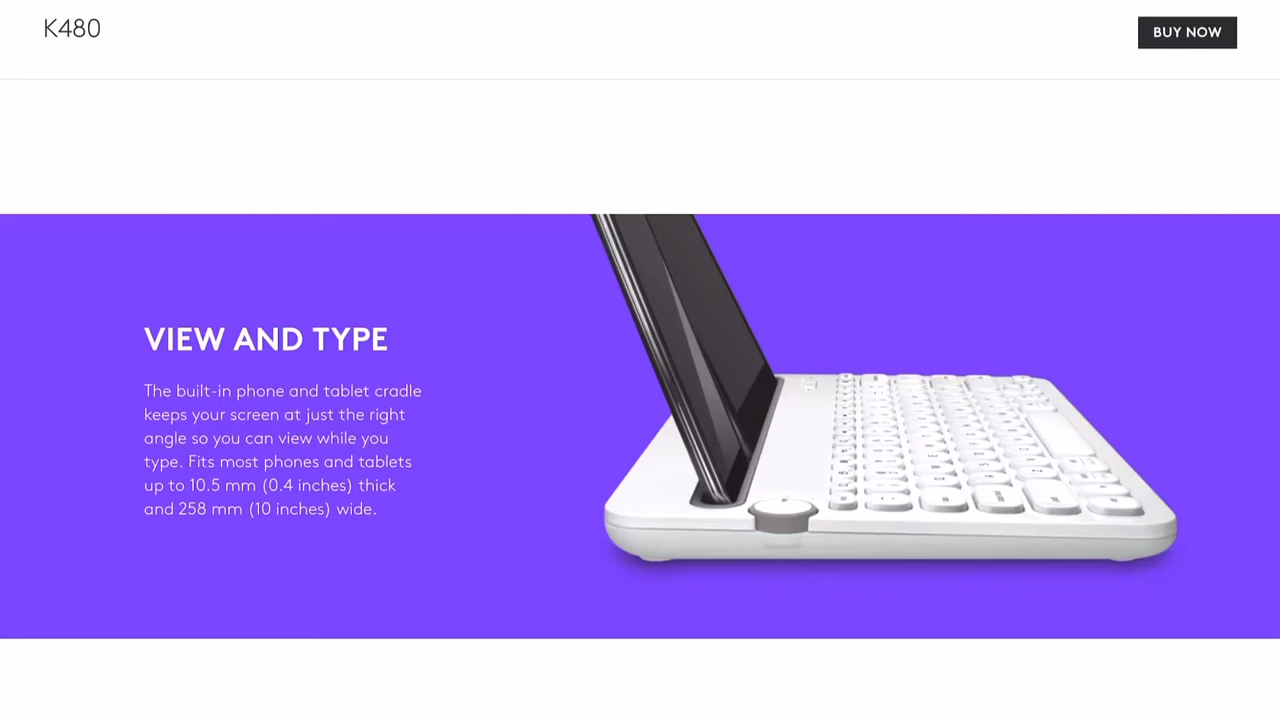 K480
BUY NOW
VIEW AND TYPE
The built-in phone and tablet cradle
keeps your screen at just the right
angle so you can view while you
type. Fits most phones and tablets
up to 10.5 mm (0.4 inches) thick
and 258 mm (10 inches) wide.